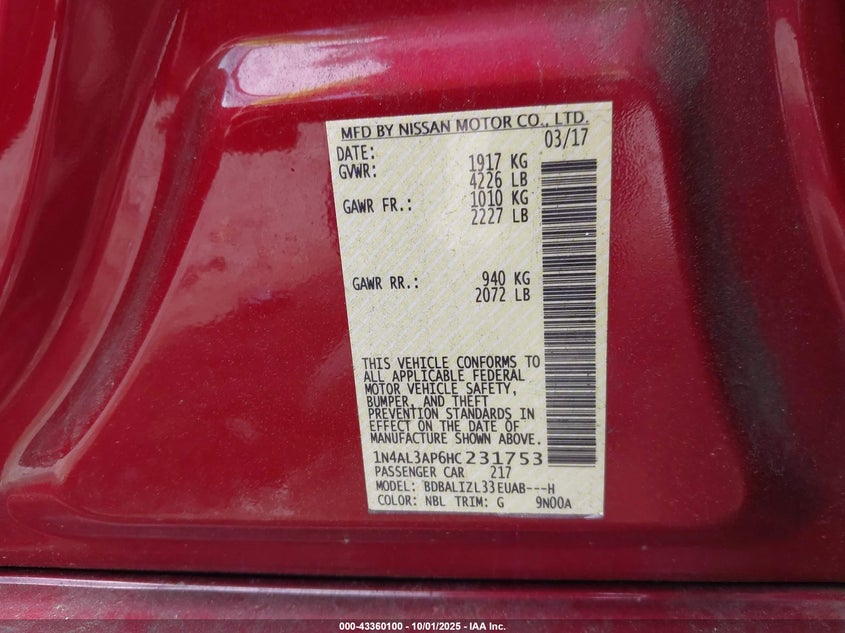 MFD BY NISSAN MOTOR CO., LTD.
DATE: 03/17
GVWR: 1917 KG
4226 LB
GAWR FR.: 1010 KG
2227 LB
GAWR RR.: 940 KG
2072 LB
THIS VEHICLE CONFORMS TO
ALL APPLICABLE FEDERAL
MOTOR VEHICLE SAFETY,
BUMPER, AND THEFT
PREVENTION STANDARDS IN
EFFECT ON THE DATE OF
MANUFACTURE SHOWN ABOVE.
1N4AL3AP6HC231753
PASSENGER CAR 217
MODEL: BDBALIZL33EUAB---H
COLOR: NBL TRIM: G 9N00A
000-43360100 - 10/01/2025 - IAA Inc.